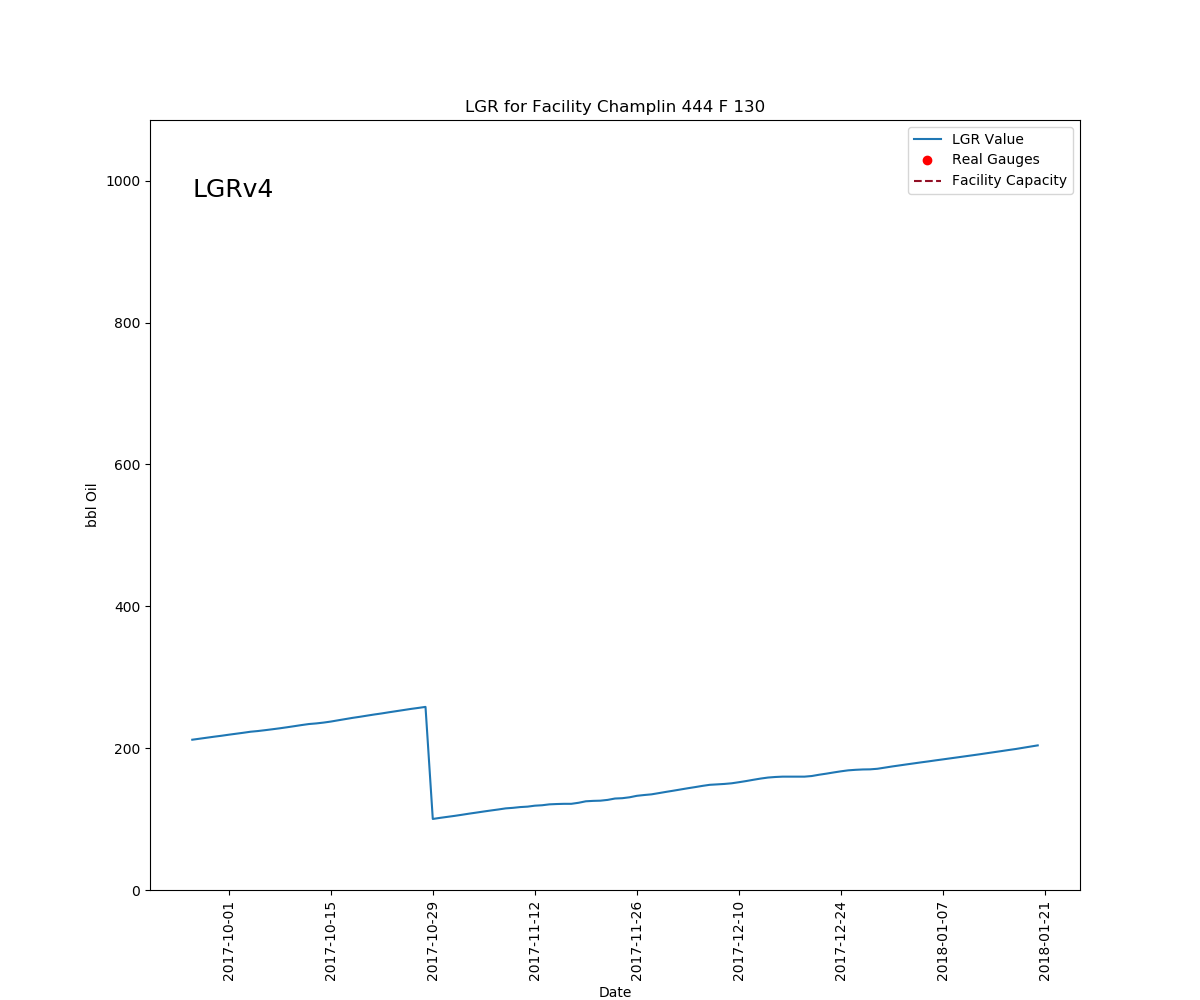 LGR for Facility Champlin 444 F 130
LGR Value
Real Gauges
Facility Capacity
LGRv4
1000
800
600
400
200
0
bbl Oil
2017-10-01
2017-10-15
2017-10-29
2017-11-12
2017-11-26
2017-12-10
2017-12-24
2018-01-07
2018-01-21
Date